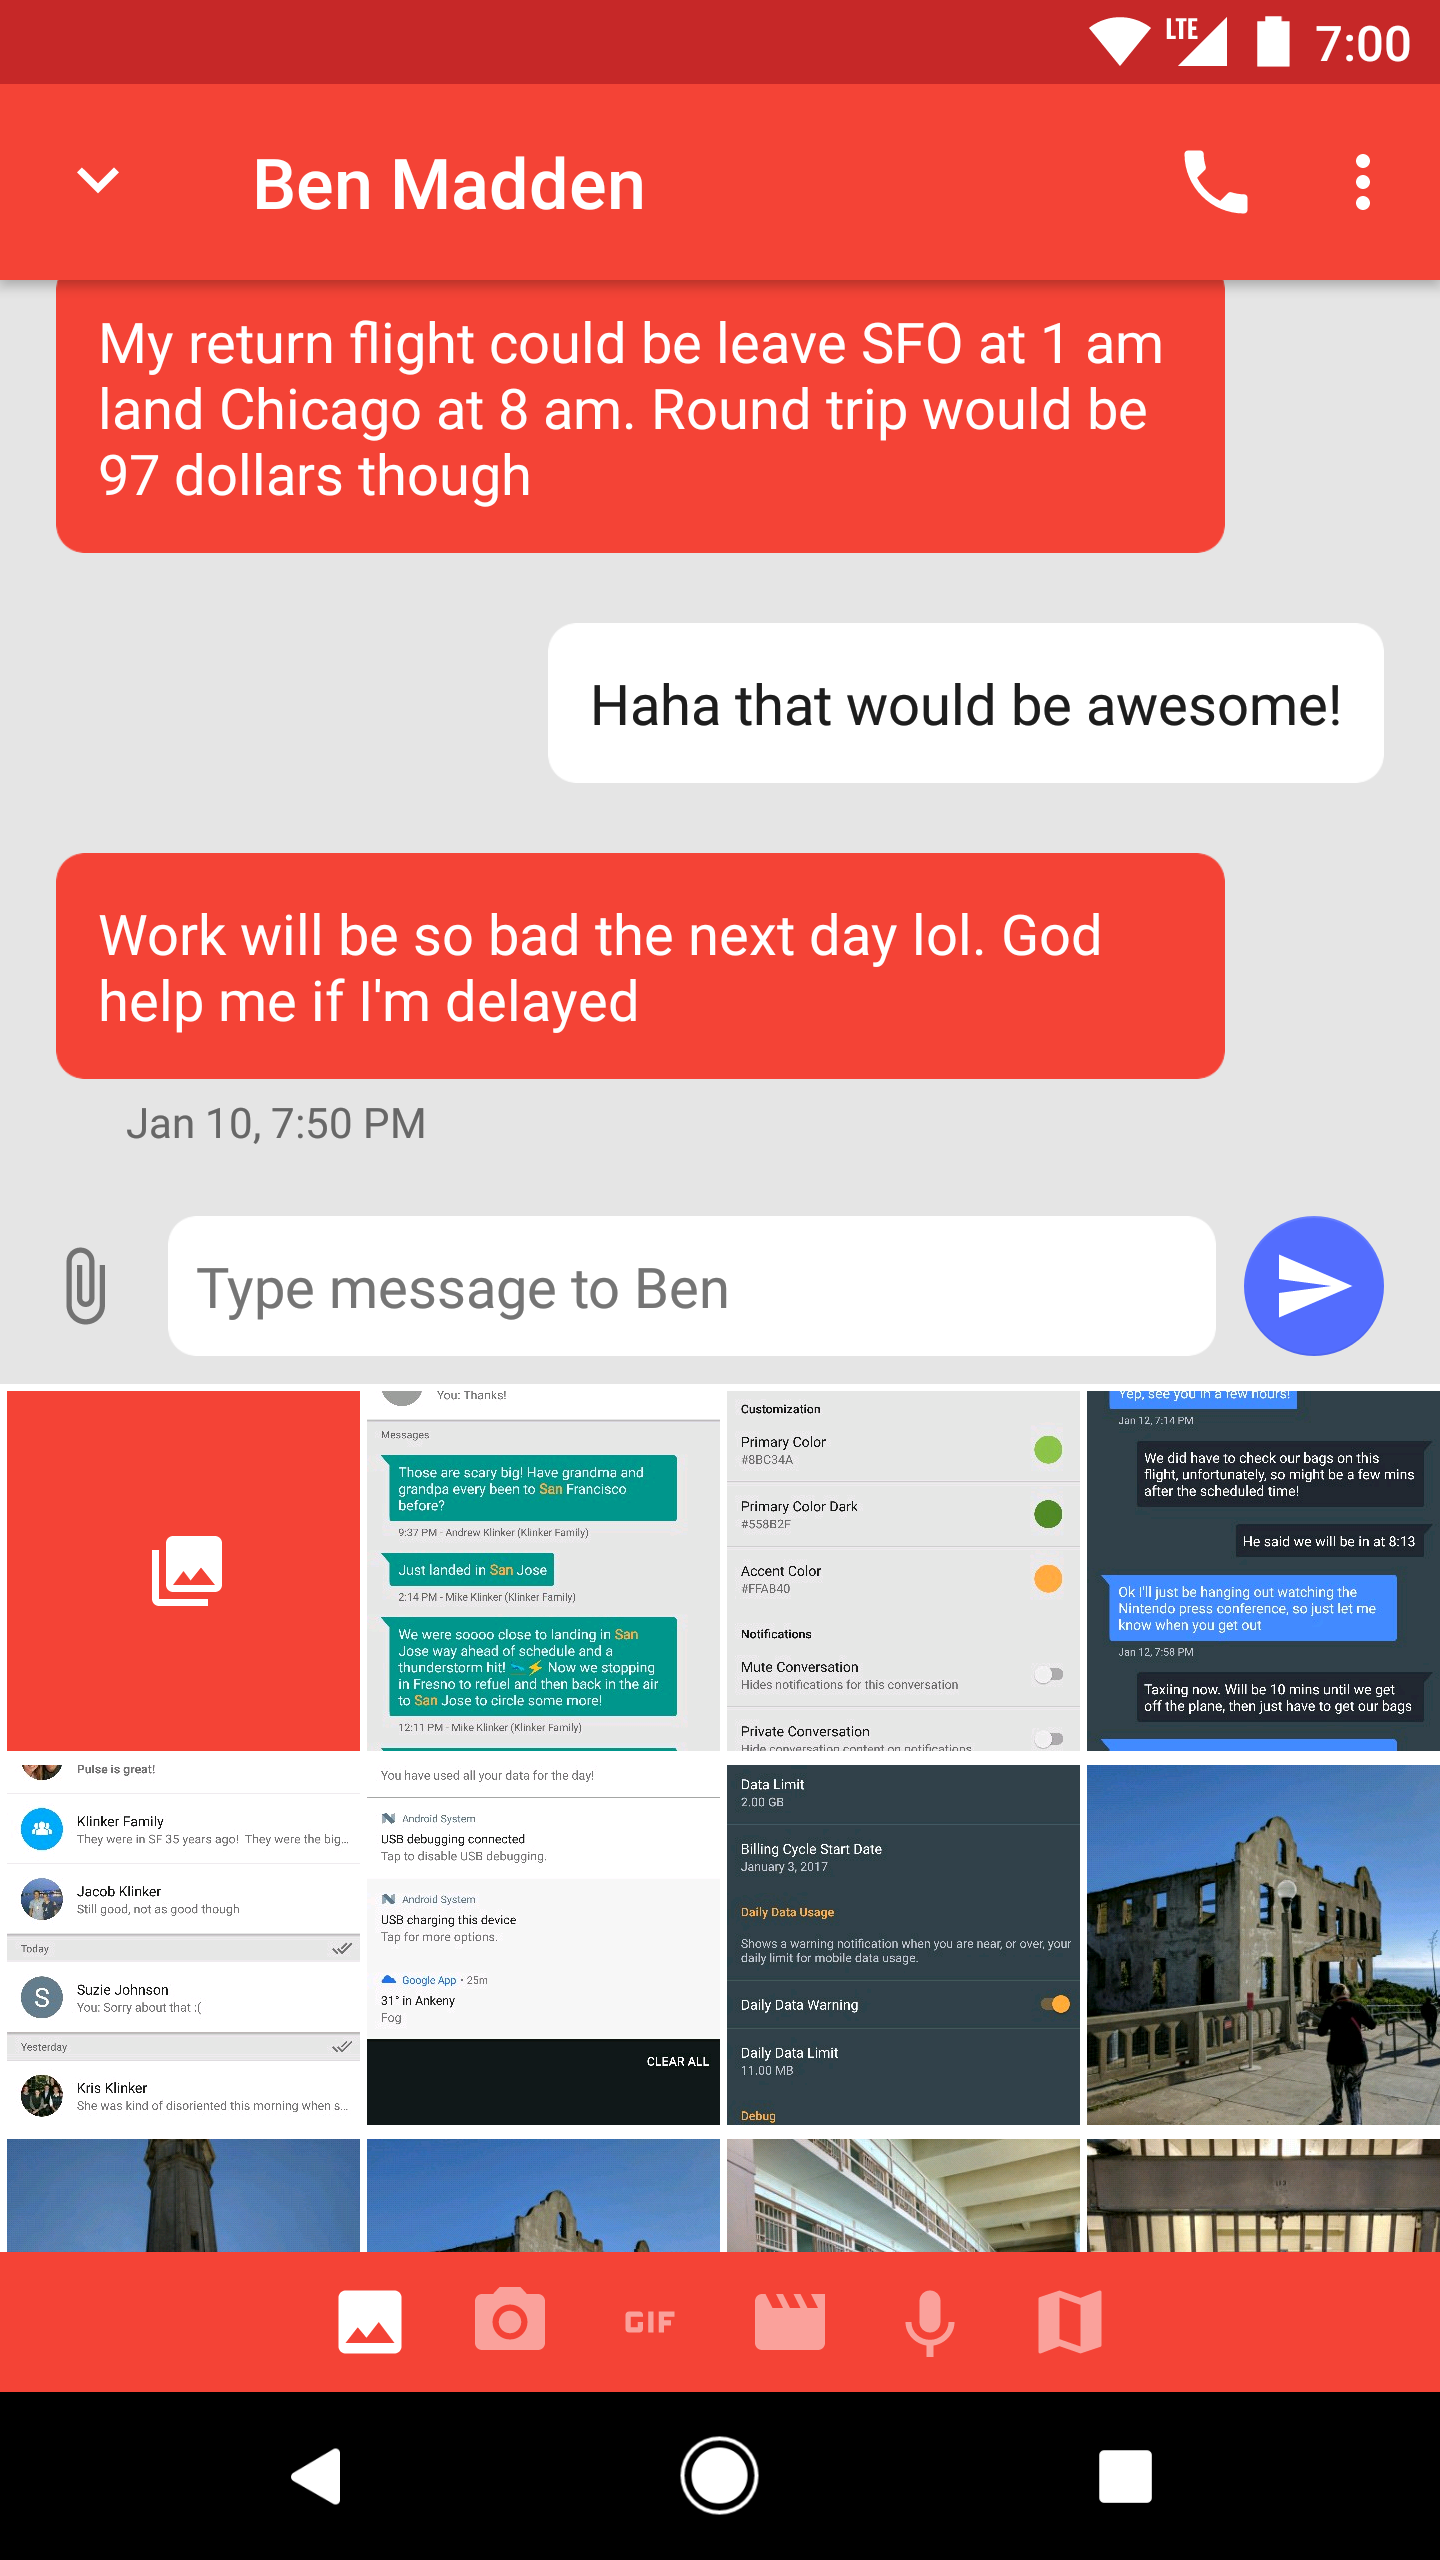 LTE 7:00
Ben Madden
My return flight could be leave SFO at 1 am
land Chicago at 8 am. Round trip would be
97 dollars though
Haha that would be awesome!
Work will be so bad the next day lol. God
help me if I'm delayed
Jan 10, 7:50 PM
Type message to Ben
You: Thanks!
Messages
Those are scary big! Have grandma and
grandpa every been to San Francisco
before?
9:37 PM - Andrew Klinker (Klinker Family)
Just landed in San Jose
2:14 PM - Mike Klinker (Klinker Family)
We were soooo close to landing in San
Jose way ahead of schedule and a
thunderstorm hit! ⚡ Now we stopping
in Fresno to refuel and then back in the air
to San Jose to circle some more!
12:11 PM - Mike Klinker (Klinker Family)
Customization
Primary Color
#8BC34A
Primary Color Dark
#558B2F
Accent Color
#FFAB40
Notifications
Mute Conversation
Hides notifications for this conversation
Private Conversation
Hide conversation content on notifications
Yep, see you in a few hours!
Jan 12, 7:14 PM
We did have to check our bags on this
flight, unfortunately, so might be a few mins
after the scheduled time!
He said we will be in at 8:13
Ok I'll just be hanging out watching the
Nintendo press conference, so just let me
know when you get out
Jan 12, 7:58 PM
Taxiing now. Will be 10 mins until we get
off the plane, then just have to get our bags
Pulse is great!
Klinker Family
They were in SF 35 years ago! They were the big...
Jacob Klinker
Still good, not as good though
Today
S
Suzie Johnson
You: Sorry about that :(
Yesterday
Kris Klinker
She was kind of disoriented this morning when s...
You have used all your data for the day!
Android System
USB debugging connected
Tap to disable USB debugging.
Android System
USB charging this device
Tap for more options.
Google App • 25m
31° in Ankeny
Fog
CLEAR ALL
Data Limit
2.00 GB
Billing Cycle Start Date
January 3, 2017
Daily Data Usage
Shows a warning notification when you are near, or over, your
daily limit for mobile data usage.
Daily Data Warning
Daily Data Limit
11.00 MB
Debug
GIF